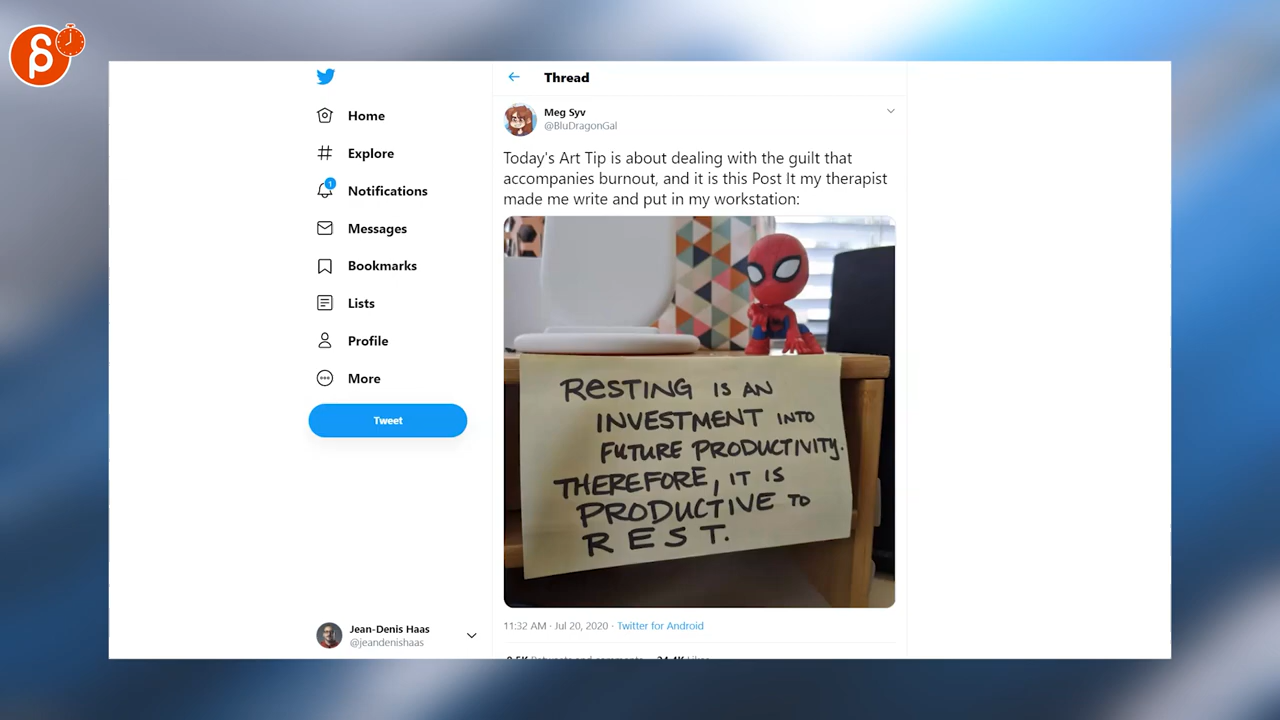 Thread
Meg Syv
@BluDragonGal
Today's Art Tip is about dealing with the guilt that
accompanies burnout, and it is this Post It my therapist
made me write and put in my workstation:
RESTING IS AN
INVESTMENT INTO
FUTURE PRODUCTIVITY.
THEREFORE, IT IS
PRODUCTIVE TO
REST.
11:32 AM · Jul 20, 2020 · Twitter for Android
Home
Explore
1
Notifications
Messages
Bookmarks
Lists
Profile
More
Tweet
Jean-Denis Haas
@jeandenishaas